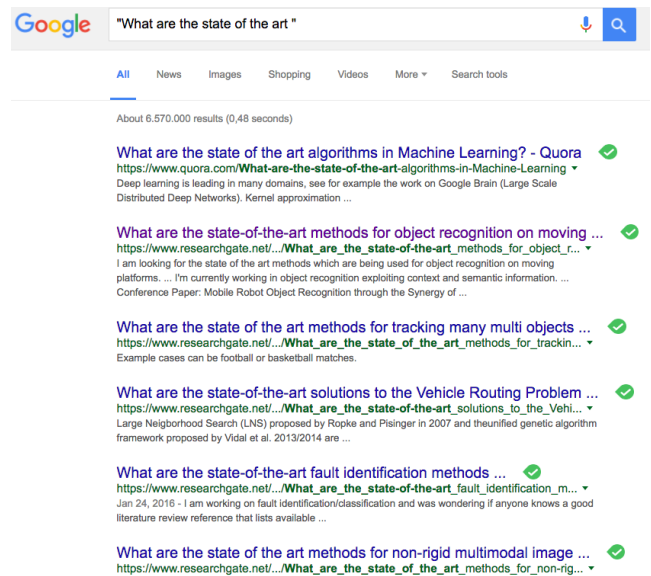 Google "What are the state of the art "
All News Images Shopping Videos More Search tools
About 6.570.000 results (0,48 seconds)
What are the state of the art algorithms in Machine Learning? - Quora
https://www.quora.com/What-are-the-state-of-the-art-algorithms-in-Machine-Learning
Deep learning is leading in many domains, see for example the work on Google Brain (Large Scale
Distributed Deep Networks). Kernel approximation ...
What are the state-of-the-art methods for object recognition on moving ...
https://www.researchgate.net/.../What_are_the_state-of-the-art_methods_for_object_r...
I am looking for the state of the art methods which are being used for object recognition on moving
platforms. ... I'm currently working in object recognition exploiting context and semantic information. ...
Conference Paper: Mobile Robot Object Recognition through the Synergy of ...
What are the state of the art methods for tracking many multi objects ...
https://www.researchgate.net/.../What_are_the_state_of_the_art_methods_for_trackin...
Example cases can be football or basketball matches.
What are the state-of-the-art solutions to the Vehicle Routing Problem ...
https://www.researchgate.net/.../What_are_the_state-of-the-art_solutions_to_the_Vehi...
Large Neigborhood Search (LNS) proposed by Ropke and Pisinger in 2007 and theunified genetic algorithm
framework proposed by Vidal et al. 2013/2014 are ...
What are the state-of-the-art fault identification methods ...
https://www.researchgate.net/.../What_are_the_state-of-the-art_fault_identification_m...
Jan 24, 2016 - I am working on fault identification/classification and was wondering if anyone knows a good
literature review reference that lists available ...
What are the state of the art methods for non-rigid multimodal image ...
https://www.researchgate.net/.../What_are_the_state_of_the_art_methods_for_non-rig...